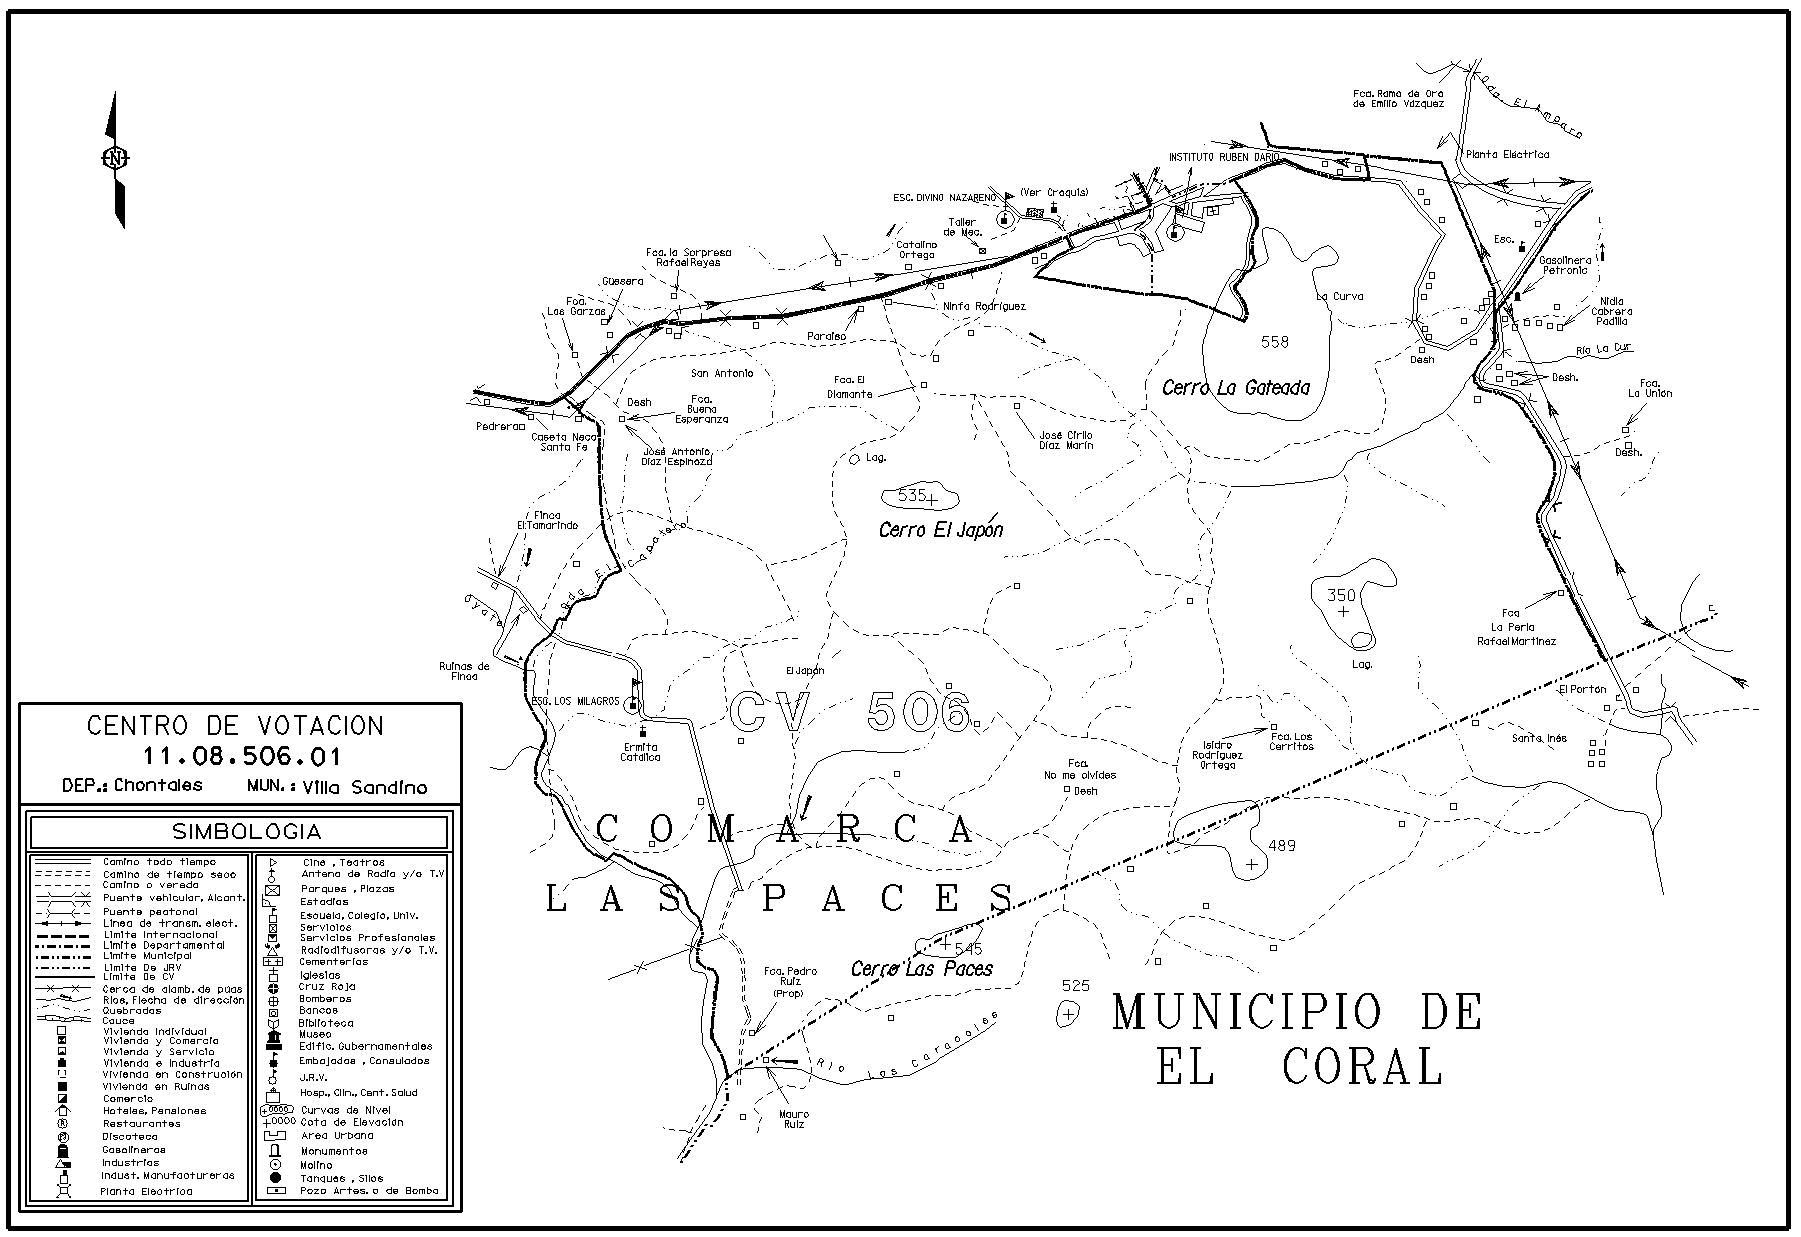 N
Fca. Rama de Oro
de Emilio Vázquez
Qda. El Amparo
Planta Eléctrica
INSTITUTO RUBEN DARIO
ESC. DIVINO NAZARENO
(Ver Croquis)
Taller
de Mec.
Catalino
Ortega
Fca. la Sorpresa
Rafael Reyes
Güssera
Fca.
Las Garzas
Esc.
Gasolinera
Petronic
Nidia
Cabrera
Padilla
La Curva
Ninfa Rodríguez
Paraíso
558
Cerro La Gateada
Desh
Río La Cur
Desh.
Fca.
La Unión
Desh.
San Antonio
Fca. El
Diamante
Desh
Fca.
Buena
Esperanza
Pedrera
Caseta Neca
Santa Fe
José Antonio
Díaz Espinoza
José Cirilo
Díaz Marín
Lag.
535
Cerro El Japón
Finca
El Tamarindo
Qda. El Zapotero
350
Lag.
Fca
La Perla
Rafael Martínez
Ruinas de
Finca
El Japón
CV 506
ESC. LOS MILAGROS
Ermita
Católica
El Portón
Santa Inés
Isidro
Rodríguez
Ortega
Fca. Los
Cerritos
Fca.
No me olvides
Desh
COMARCA
LAS PACES
489
545
Cerro Las Paces
Fca. Pedro
Ruiz
(Prop)
525
MUNICIPIO DE
EL CORAL
Río Los Caracoles
Mauro
Ruiz
CENTRO DE VOTACION
11.08.506.01
DEP.: Chontales MUN.: Villa Sandino
SIMBOLOGIA
Camino todo tiempo
Camino de tiempo seco
Camino o vereda
Puente vehicular, Alcant.
Puente peatonal
Línea de transm. elect.
Límite Internacional
Límite Departamental
Límite Municipal
Límite De JRV
Límite De CV
Cerca de alamb. de púas
Ríos, Flecha de dirección
Quebradas
Cauce
Vivienda Individual
Vivienda y Comercio
Vivienda y Servicio
Vivienda e Industria
Vivienda en Construción
Vivienda en Ruinas
Comercio
Hoteles, Pensiones
Restaurantes
Discoteca
Gasolineras
Industrias
Indust. Manufactureras
Planta Electrica
Cine, Teatros
Antena de Radio y/o T.V
Parques, Plazas
Estadios
Escuela, Colegio, Univ.
Servicios
Servicios Profesionales
Radiodifusoras y/o T.V.
Cementerios
Iglesias
Cruz Roja
Bomberos
Bancos
Biblioteca
Museo
Edific. Gubernamentales
Embajadas, Consulados
J.R.V.
Hosp., Clin., Cent. Salud
Curvas de Nivel
Cota de Elevación
Area Urbana
Monumentos
Molino
Tanques, Silos
Pozo Artes. o de Bomba